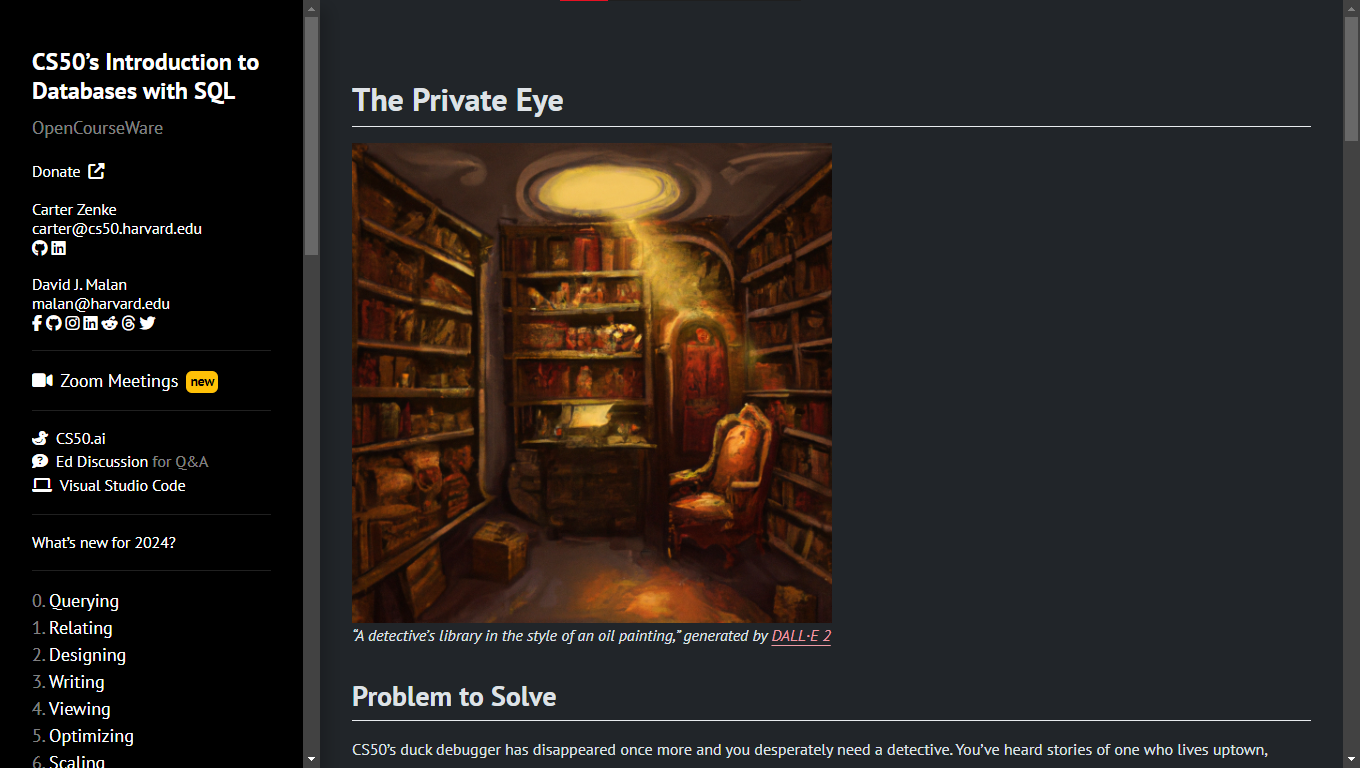 CS50’s Introduction to
Databases with SQL
OpenCourseWare
Donate
Carter Zenke
carter@cs50.harvard.edu
David J. Malan
malan@harvard.edu
Zoom Meetings new
CS50.ai
Ed Discussion for Q&A
Visual Studio Code
What’s new for 2024?
0. Querying
1. Relating
2. Designing
3. Writing
4. Viewing
5. Optimizing
6. Scaling
The Private Eye
“A detective’s library in the style of an oil painting,” generated by DALL·E 2
Problem to Solve
CS50’s duck debugger has disappeared once more and you desperately need a detective. You’ve heard stories of one who lives uptown,